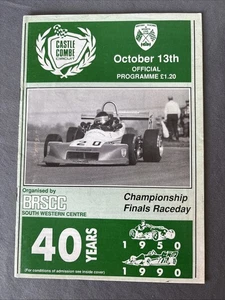 CASTLE
COMBE
CIRCUIT
October 13th
OFFICIAL
PROGRAMME £1.20
20
Organised by
BRSCC
SOUTH WESTERN CENTRE
Championship
Finals Raceday
40 YEARS
1950
1990
(For conditions of admission see inside cover)